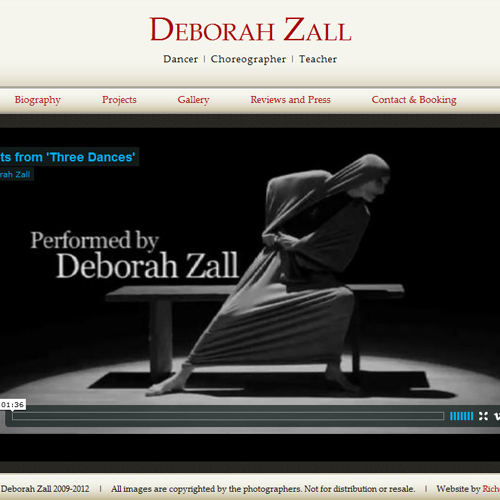 DEBORAH ZALL
Dancer | Choreographer | Teacher
Biography Projects Gallery Reviews and Press Contact & Booking
ts from 'Three Dances'
rah Zall
Performed by
Deborah Zall
01:36
Deborah Zall 2009-2012 | All images are copyrighted by the photographers. Not for distribution or resale. | Website by Rich